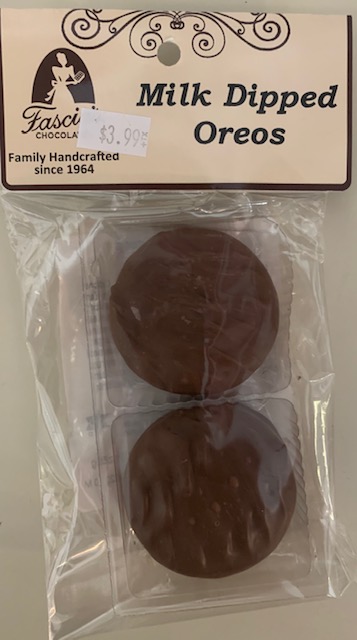 Milk Dipped
Oreos
$3.99
Family Handcrafted
since 1964